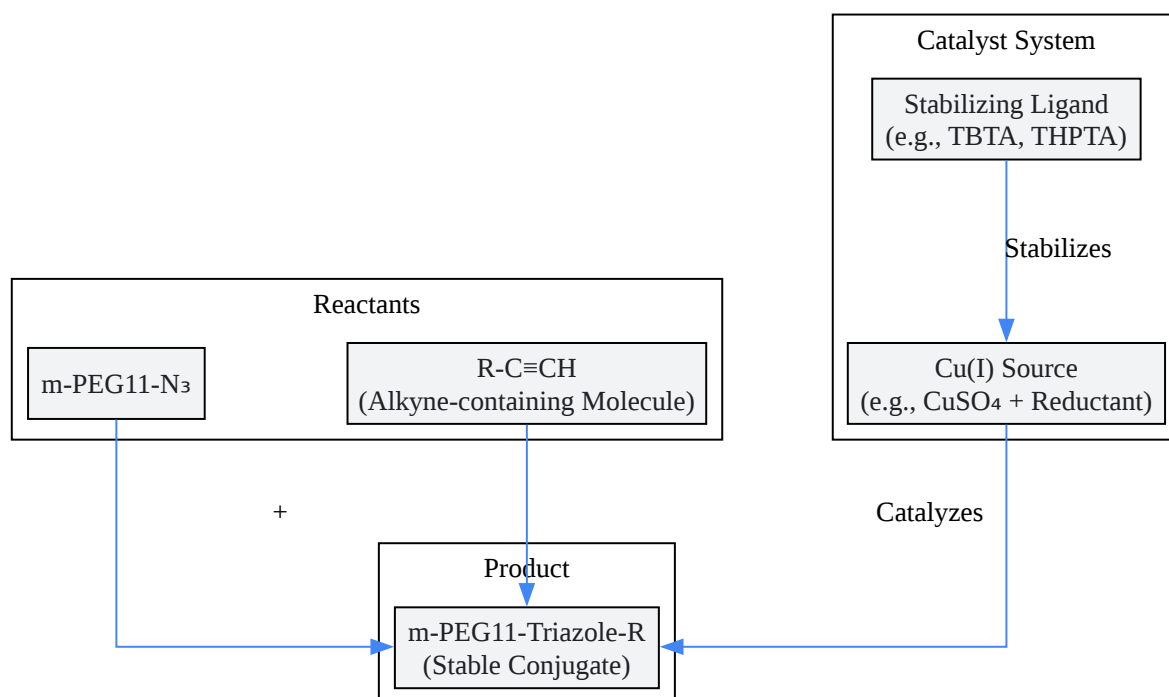 Catalyst System
Stabilizing Ligand
(e.g., TBTA, THPTA)
Stabilizes
Reactants
m-PEG11-N₃
R-C≡CH
(Alkyne-containing Molecule)
Cu(I) Source
(e.g., CuSO₄ + Reductant)
+
Catalyzes
Product
m-PEG11-Triazole-R
(Stable Conjugate)